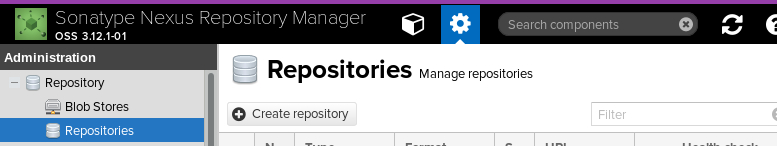 Sonatype Nexus Repository Manager
OSS 3.12.1-01
Search components
Administration
Repository
Blob Stores
Repositories
Repositories Manage repositories
Create repository
Filter
Type Format URL Health check